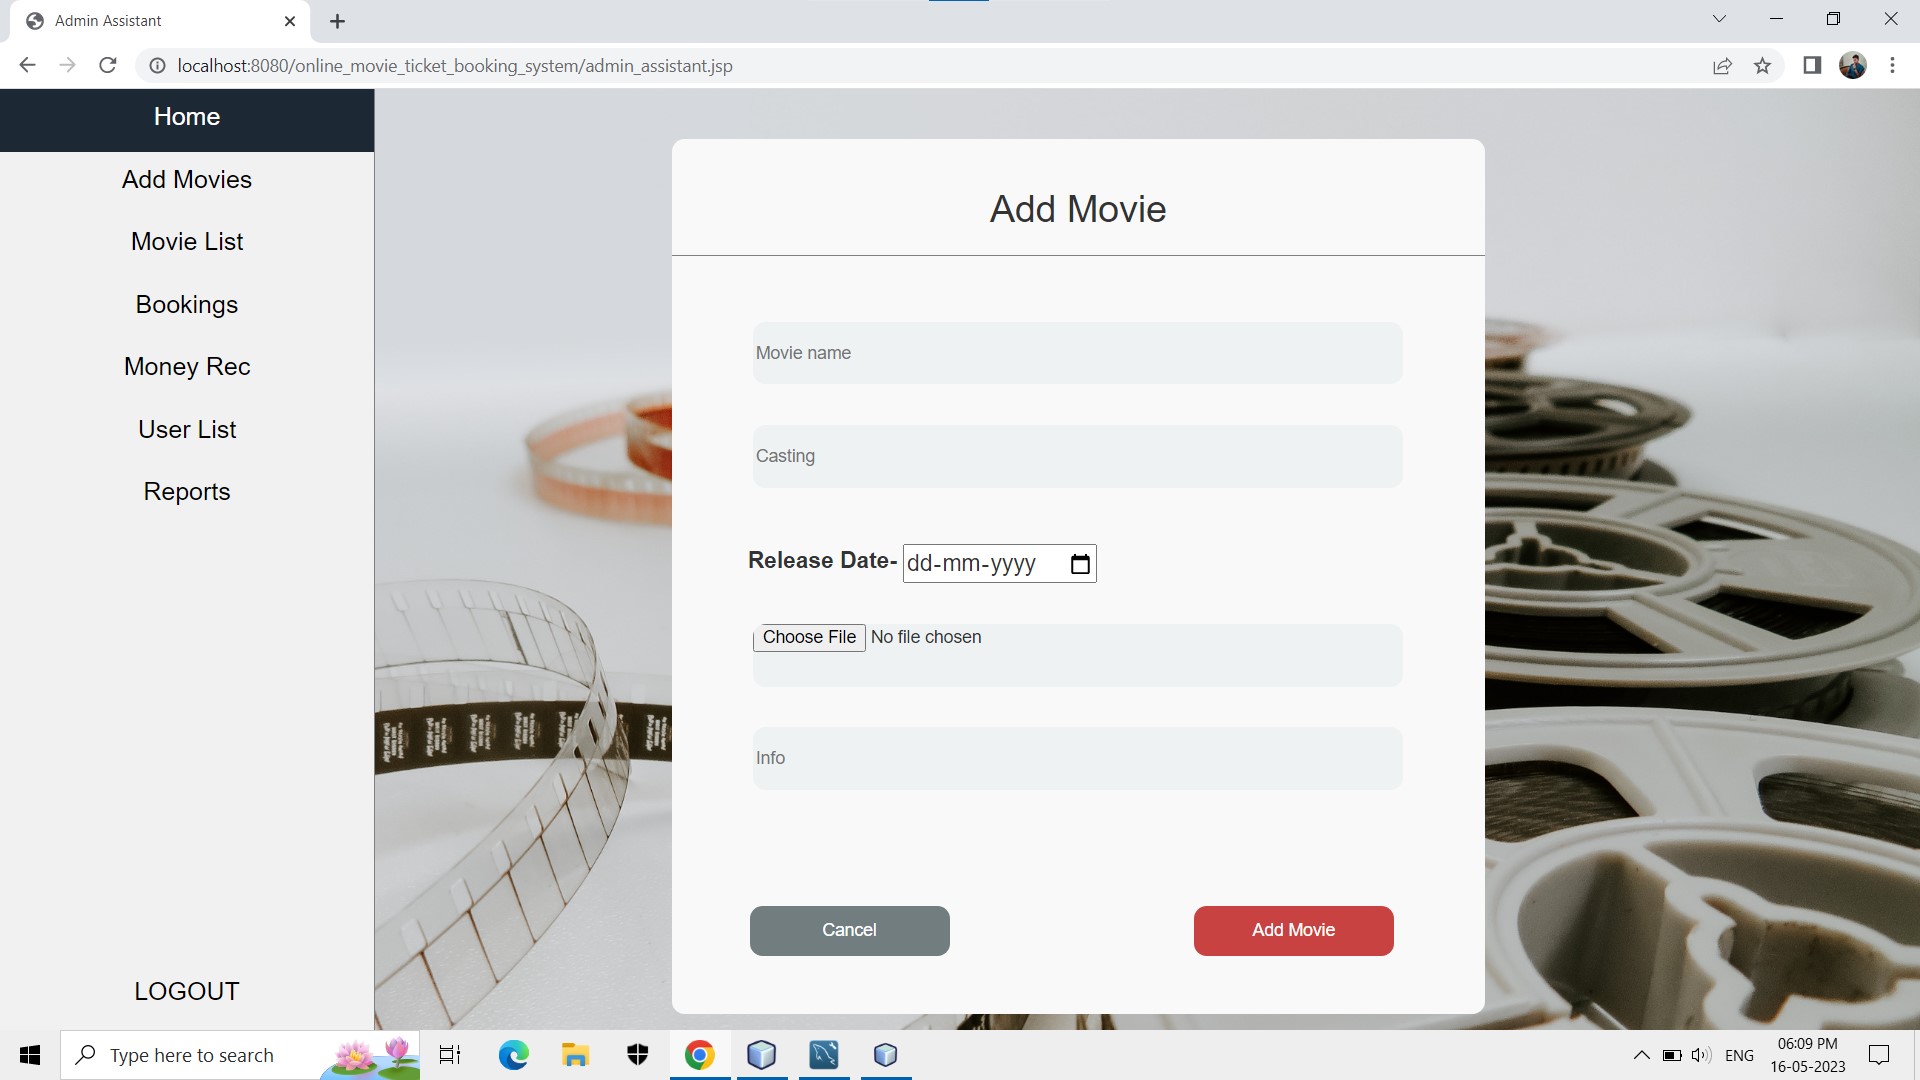 Admin Assistant
localhost:8080/online_movie_ticket_booking_system/admin_assistant.jsp
Home
Add Movies
Movie List
Bookings
Money Rec
User List
Reports
LOGOUT
Add Movie
Movie name
Casting
Release Date- dd-mm-yyyy
Choose File No file chosen
Info
Cancel
Add Movie
Type here to search
ENG
06:09 PM
16-05-2023